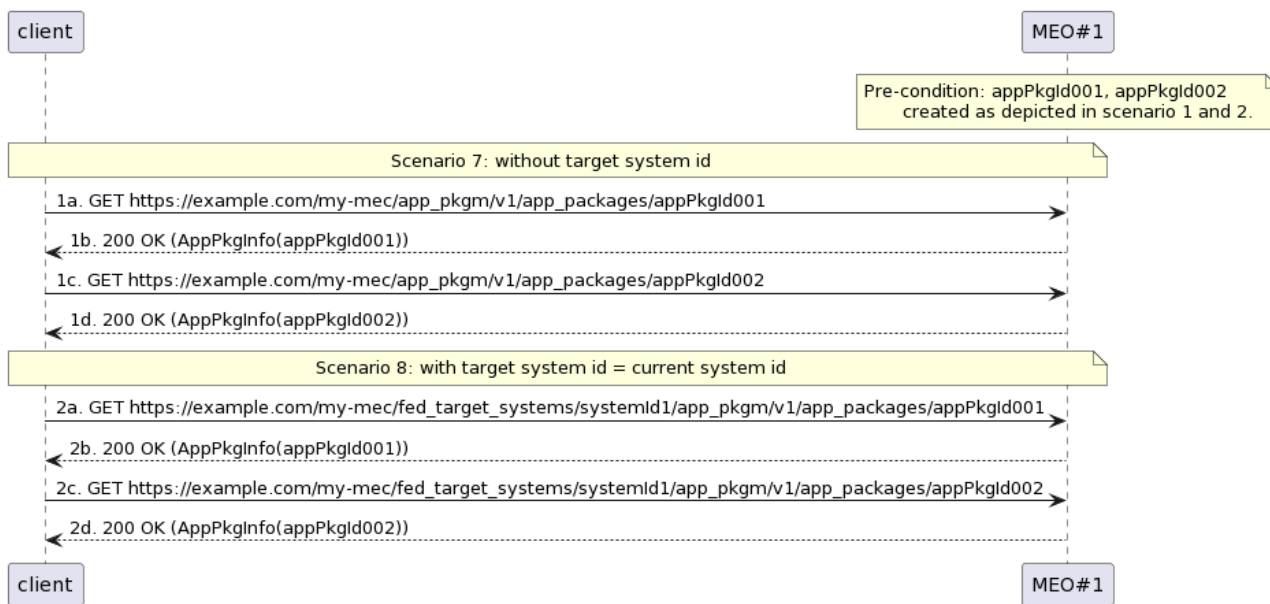 client
MEO#1
Pre-condition: appPkgId001, appPkgId002
created as depicted in scenario 1 and 2.
Scenario 7: without target system id
1a. GET https://example.com/my-mec/app_pkgm/v1/app_packages/appPkgId001
1b. 200 OK (AppPkgInfo(appPkgId001))
1c. GET https://example.com/my-mec/app_pkgm/v1/app_packages/appPkgId002
1d. 200 OK (AppPkgInfo(appPkgId002))
Scenario 8: with target system id = current system id
2a. GET https://example.com/my-mec/fed_target_systems/systemId1/app_pkgm/v1/app_packages/appPkgId001
2b. 200 OK (AppPkgInfo(appPkgId001))
2c. GET https://example.com/my-mec/fed_target_systems/systemId1/app_pkgm/v1/app_packages/appPkgId002
2d. 200 OK (AppPkgInfo(appPkgId002))
client
MEO#1